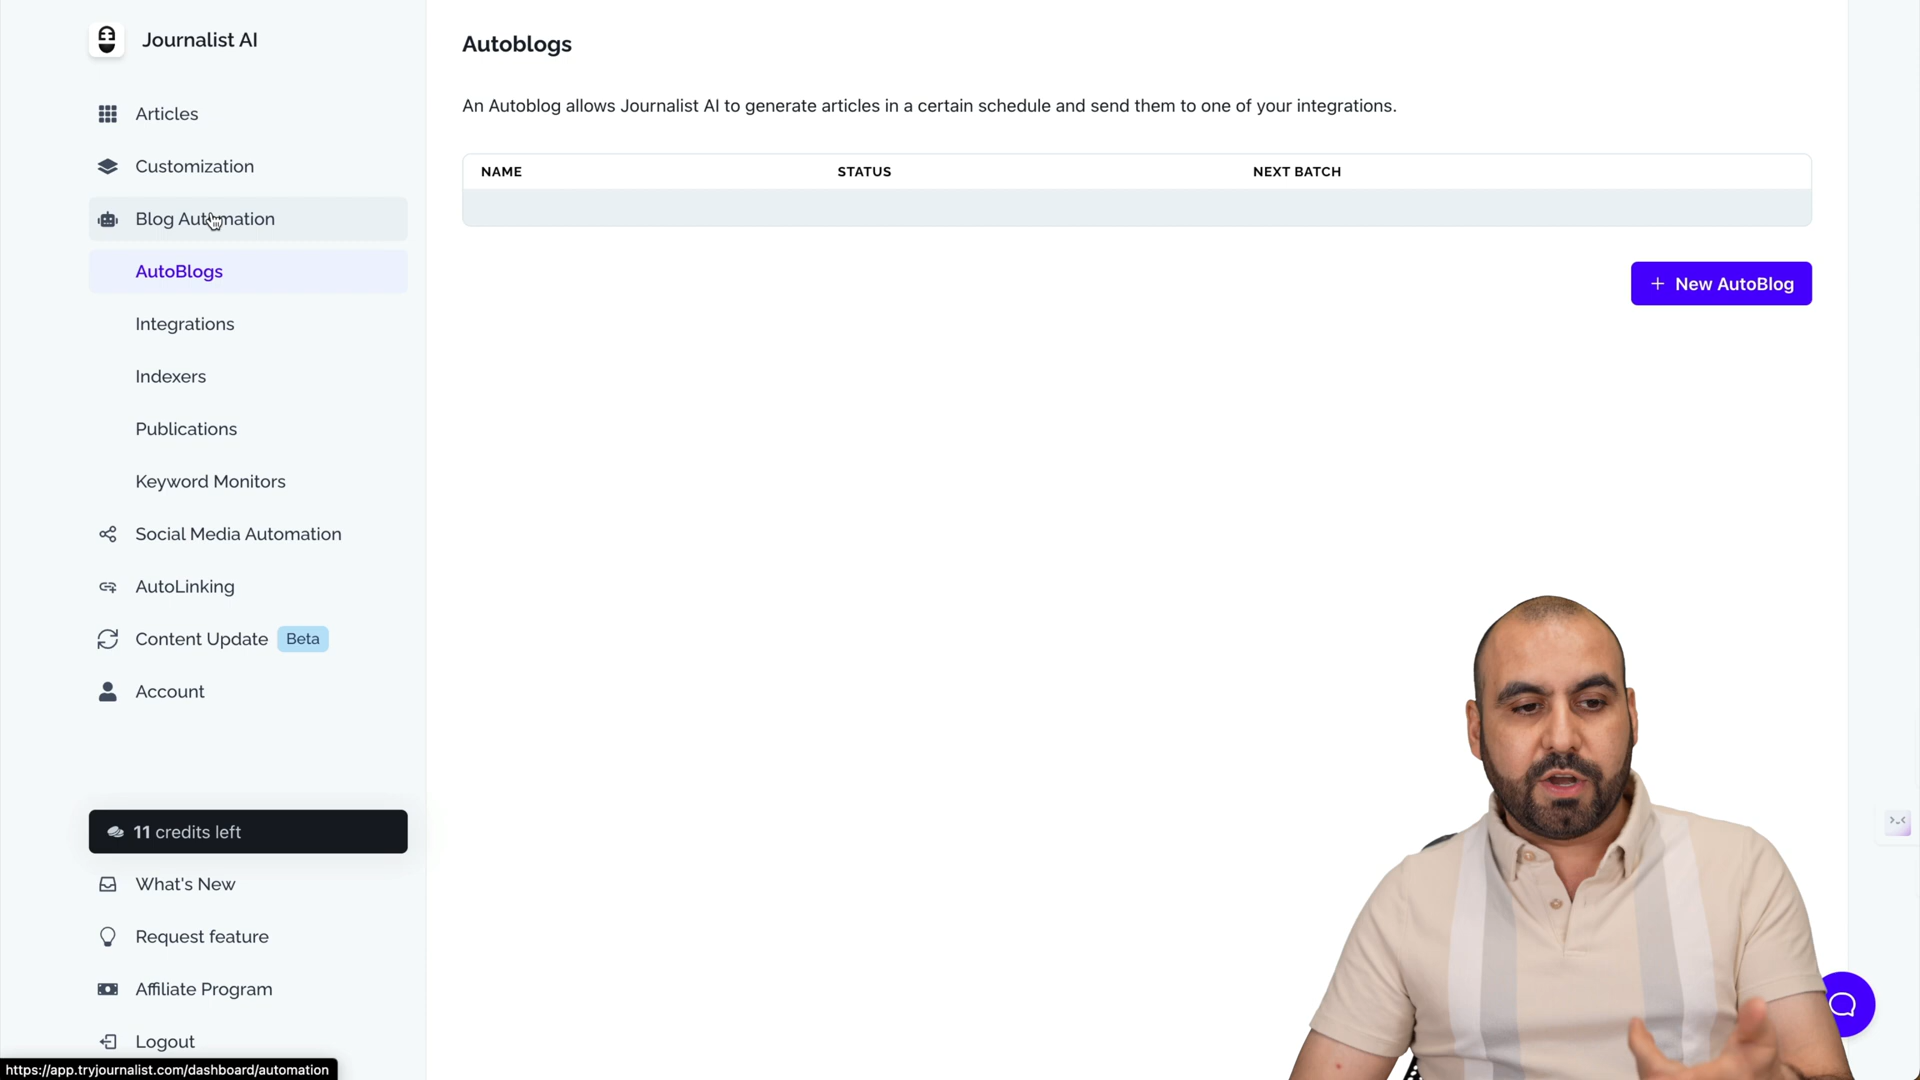 Journalist AI
Articles
Customization
Blog Automation
AutoBlogs
Integrations
Indexers
Publications
Keyword Monitors
Social Media Automation
AutoLinking
Content Update Beta
Account
11 credits left
What's New
Request feature
Affiliate Program
Logout
https://app.tryjournalist.com/dashboard/automation
Autoblogs
An Autoblog allows Journalist AI to generate articles in a certain schedule and send them to one of your integrations.
NAME STATUS NEXT BATCH
+ New AutoBlog